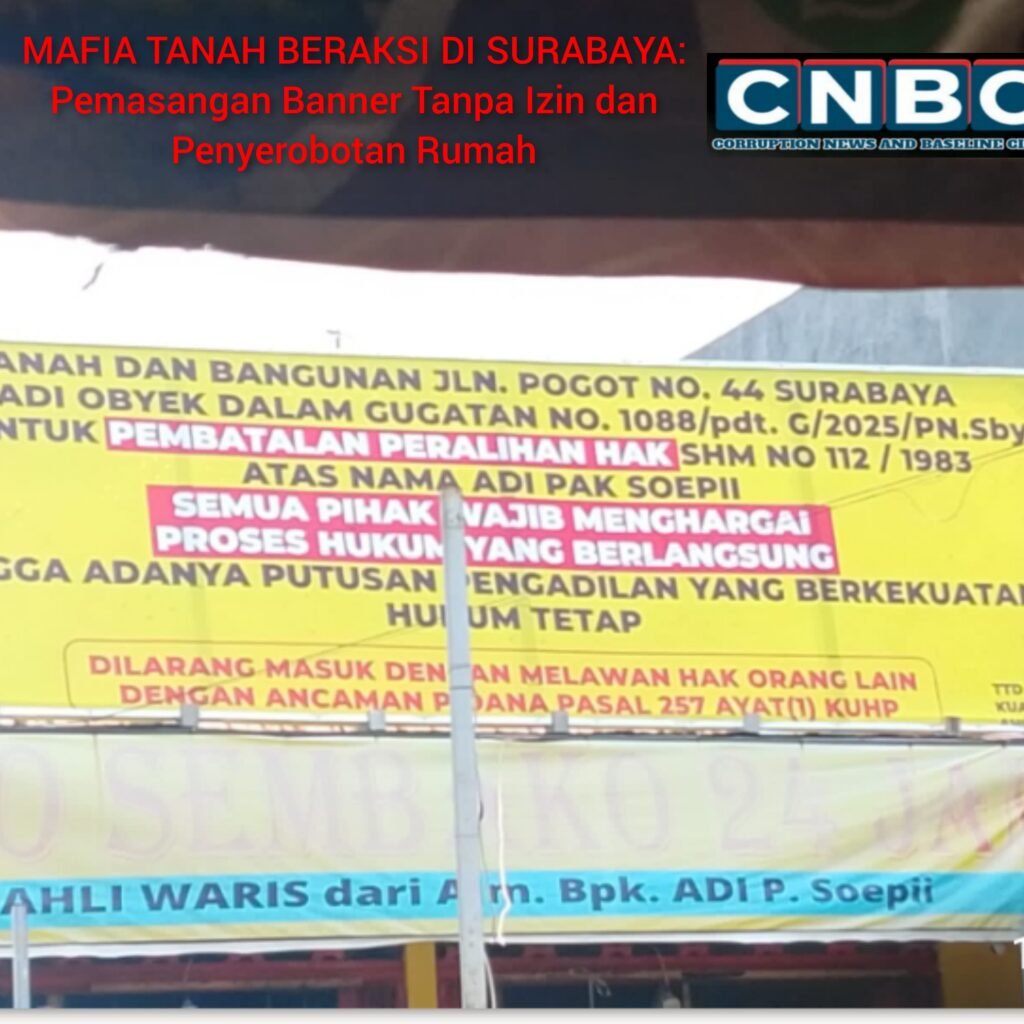 MAFIA TANAH BERAKSI DI SURABAYA:
Pemasangan Banner Tanpa Izin dan
Penyerobotan Rumah
CNBC
CORRUPTION NEWS AND BASELINE
ANAH DAN BANGUNAN JLN. POGOT NO. 44 SURABAYA
ADI OBYEK DALAM GUGATAN NO. 1088/pdt. G/2025/PN.Sby
NTUK PEMBATALAN PERALIHAN HAK SHM NO 112 / 1983
ATAS NAMA ADI PAK SOEPII
SEMUA PIHAK WAJIB MENGHARGAi
PROSES HUKUM YANG BERLANGSUNG
GGA ADANYA PUTUSAN PENGADILAN YANG BERKEKUATAN
HUKUM TETAP
DILARANG MASUK DENGAN MELAWAN HAK ORANG LAIN
DENGAN ANCAMAN PIDANA PASAL 257 AYAT(1) KUHP
TTD
KUA
O SEMBAKO 24 JA
AHLI WARIS dari Alm. Bpk. ADi P. Soepii